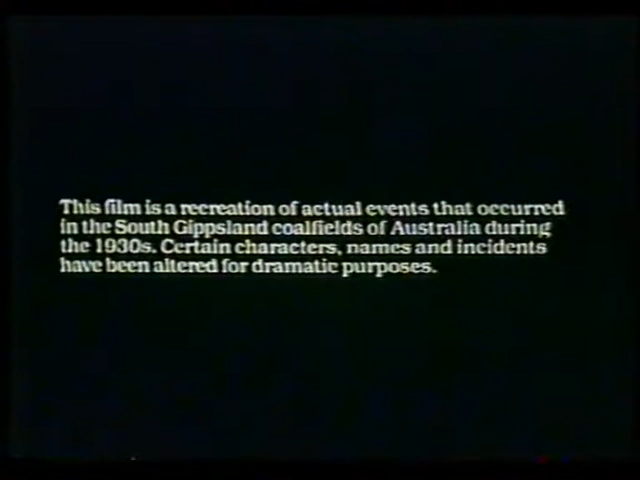 This film is a recreation of actual events that occurred
in the South Gippsland coalfields of Australia during
the 1930s. Certain characters, names and incidents
have been altered for dramatic purposes.